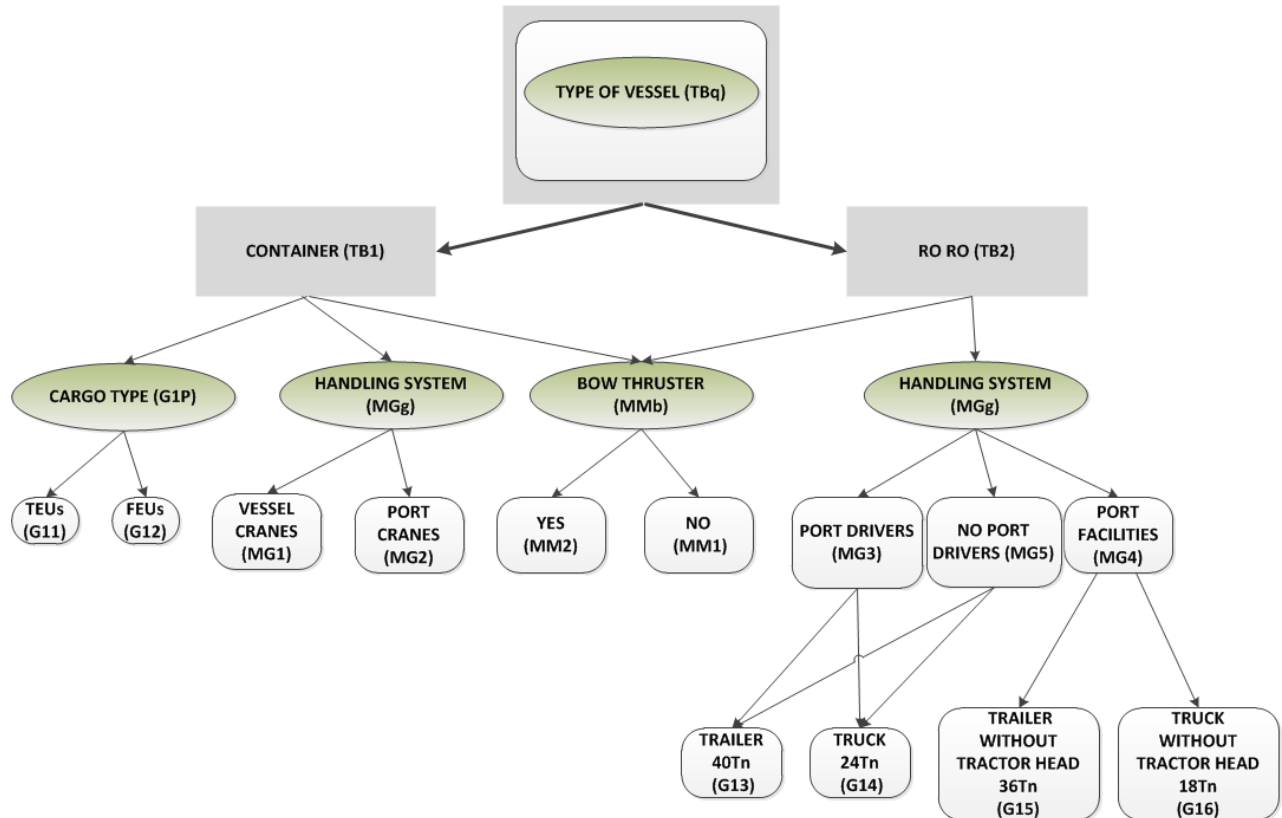 TYPE OF VESSEL (TBq)
CONTAINER (TB1)
RO RO (TB2)
CARGO TYPE (G1P)
HANDLING SYSTEM
(MGg)
BOW THRUSTER
(MMb)
HANDLING SYSTEM
(MGg)
TEUs
(G11)
FEUs
(G12)
VESSEL
CRANES
(MG1)
PORT
CRANES
(MG2)
YES
(MM2)
NO
(MM1)
PORT DRIVERS
(MG3)
NO PORT
DRIVERS (MG5)
PORT
FACILITIES
(MG4)
TRAILER
40Tn
(G13)
TRUCK
24Tn
(G14)
TRAILER
WITHOUT
TRACTOR HEAD
36Tn
(G15)
TRUCK
WITHOUT
TRACTOR HEAD
18Tn
(G16)